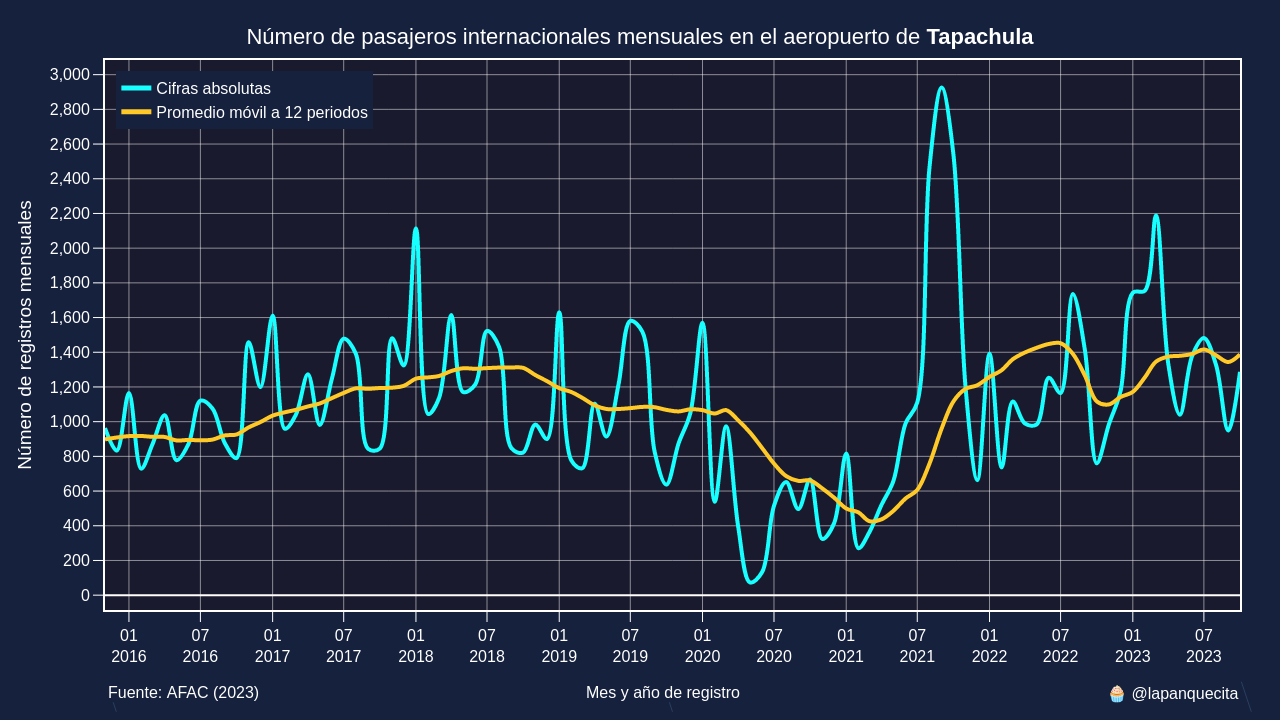 Número de pasajeros internacionales mensuales en el aeropuerto de Tapachula
Cifras absolutas
Promedio móvil a 12 periodos
Número de registros mensuales
3,000
2,800
2,600
2,400
2,200
2,000
1,800
1,600
1,400
1,200
1,000
800
600
400
200
0
01 07 01 07 01 07 01 07 01 07 01 07 01 07 01 07
2016 2016 2017 2017 2018 2018 2019 2019 2020 2020 2021 2021 2022 2022 2023 2023
Fuente: AFAC (2023) Mes y año de registro 🧁 @lapanquecita